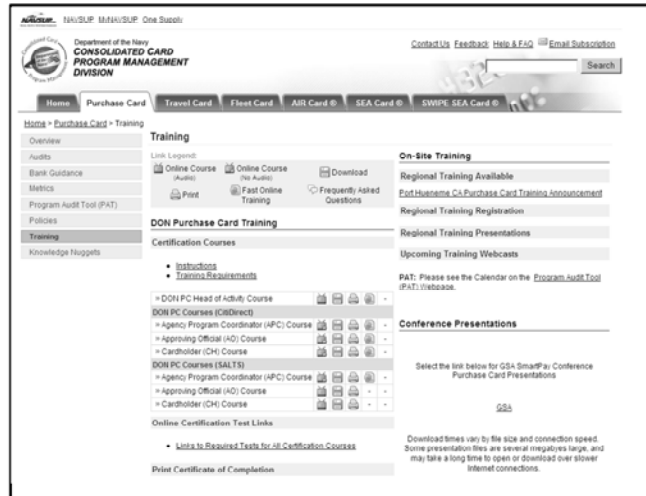 NAVSUP NAVSUP MyNAVSUP One Supply
Department of the Navy
CONSOLIDATED CARD
PROGRAM MANAGEMENT
DIVISION
Contact Us Feedback Help & FAQ Email Subscription
Search
Home Purchase Card Travel Card Fleet Card AIR Card ® SEA Card ® SWIPE SEA Card ®
Home > Purchase Card > Training
Overview
Audits
Bank Guidance
Metrics
Program Audit Tool (PAT)
Policies
Training
Knowledge Nuggets
Training
Link Legend:
Online Course (Audio)
Online Course (No Audio)
Download
Print
Fast Online Training
Frequently Asked Questions
DON Purchase Card Training
Certification Courses
• Instructions
• Training Requirements
» DON PC Head of Activity Course -
DON PC Courses (CitiDirect)
» Agency Program Coordinator (APC) Course -
» Approving Official (AO) Course -
» Cardholder (CH) Course -
DON PC Courses (SALTS)
» Agency Program Coordinator (APC) Course -
» Approving Official (AO) Course - -
» Cardholder (CH) Course - -
Online Certification Test Links
• Links to Required Tests for All Certification Courses
Print Certificate of Completion
On-Site Training
Regional Training Available
Port Hueneme CA Purchase Card Training Announcement
Regional Training Registration
Regional Training Presentations
Upcoming Training Webcasts
PAT: Please see the Calendar on the Program Audit Tool
(PAT) Webpage.
Conference Presentations
Select the link below for GSA SmartPay Conference
Purchase Card Presentations
GSA
Download times vary by file size and connection speed.
Some presentation files are several megabytes large, and
may take a long time to open or download over slower
Internet connections.